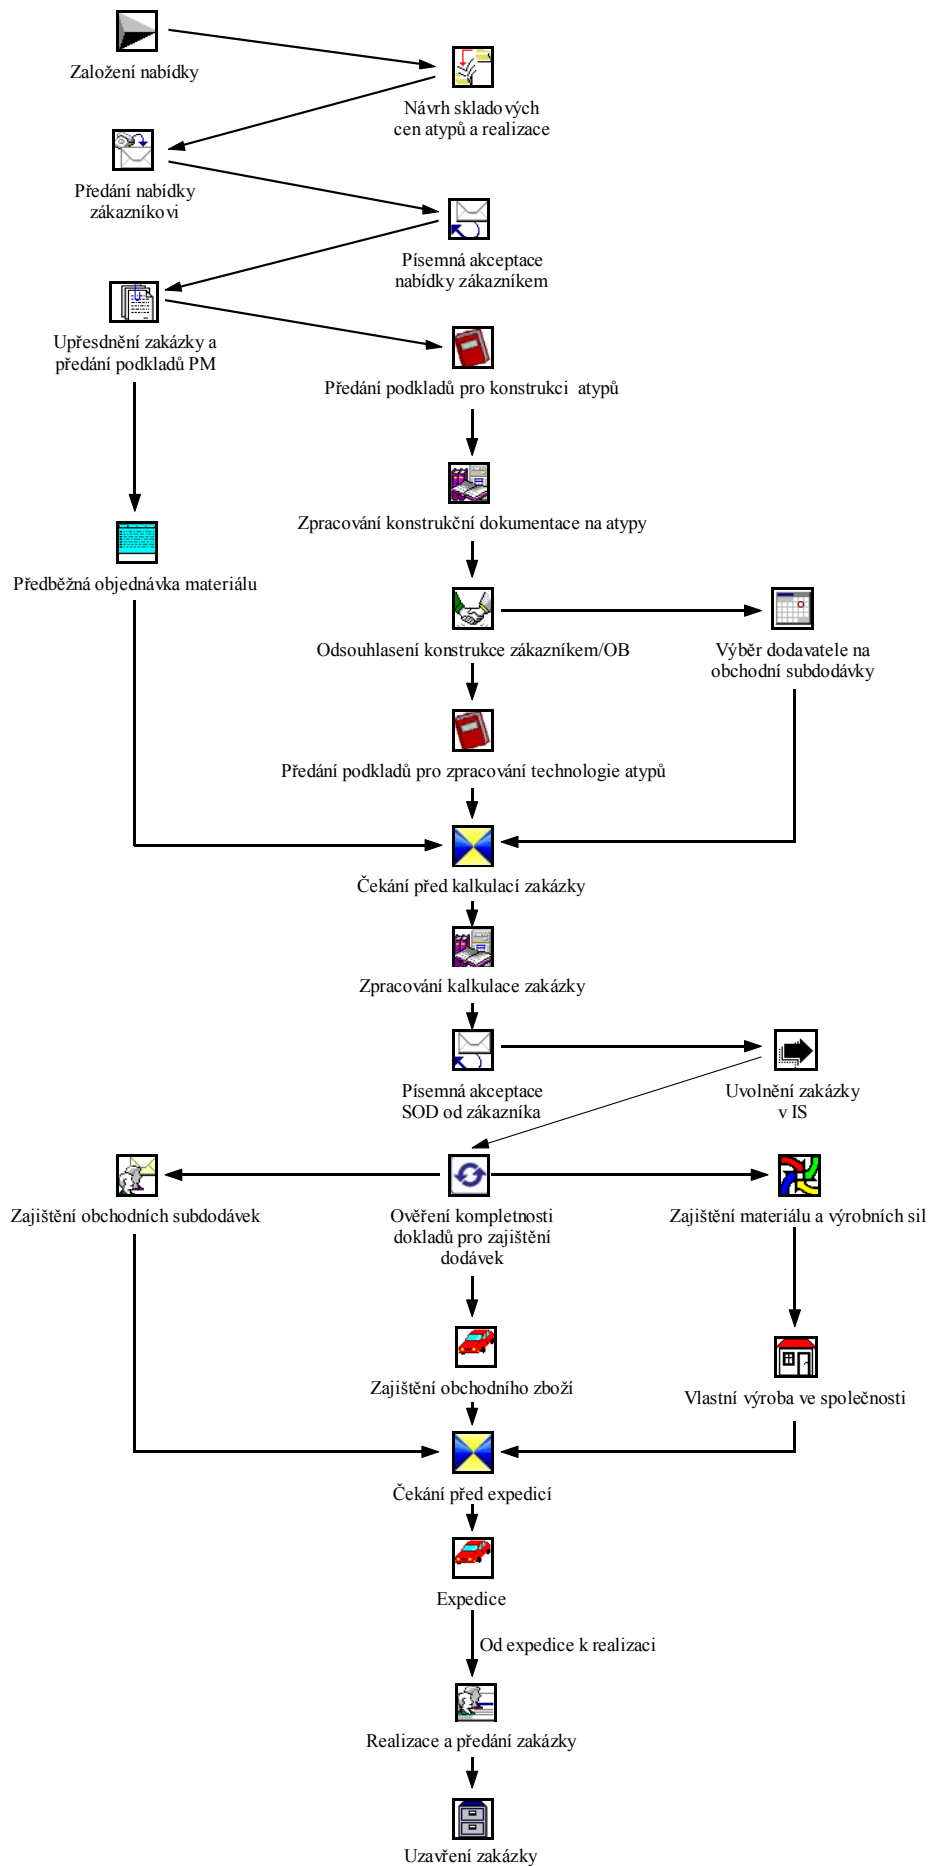 Založení nabídky
Návrh skladových
cen atypů a realizace
Předání nabídky
zákazníkovi
Písemná akceptace
nabídky zákazníkem
Upřesdnění zakázky a
předání podkladů PM
Předání podkladů pro konstrukci atypů
Zpracování konstrukční dokumentace na atypy
Předběžná objednávka materiálu
Odsouhlasení konstrukce zákazníkem/OB
Výběr dodavatele na
obchodní subdodávky
Předání podkladů pro zpracování technologie atypů
Čekání před kalkulací zakázky
Zpracování kalkulace zakázky
Písemná akceptace
SOD od zákazníka
Uvolnění zakázky
v IS
Zajištění obchodních subdodávek
Ověření kompletnosti
dokladů pro zajištění
dodávek
Zajištění materiálu a výrobních sil
Zajištění obchodního zboží
Vlastní výroba ve společnosti
Čekání před expedicí
Expedice
Od expedice k realizaci
Realizace a předání zakázky
Uzavření zakázky